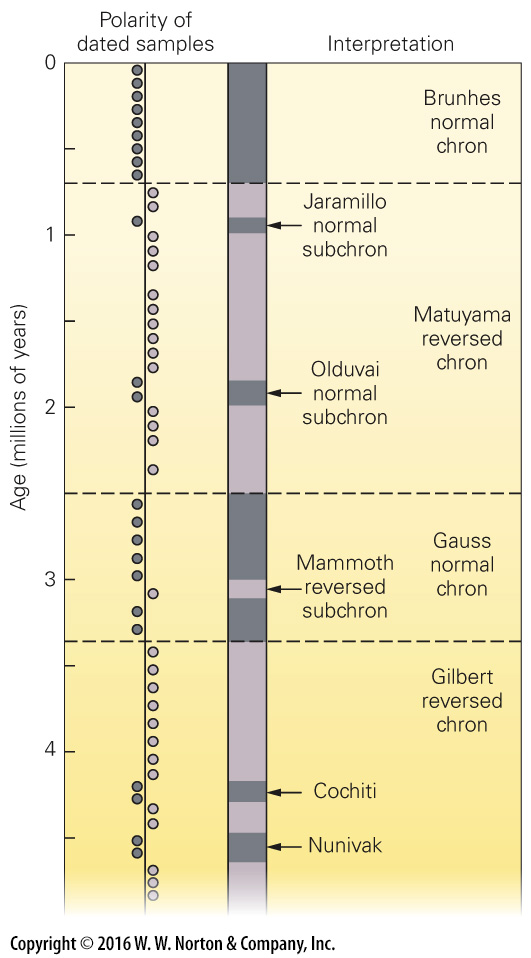 Polarity of
dated samples
Interpretation
0
Brunhes
normal
chron
Jaramillo
normal
subchron
1
Matuyama
reversed
chron
Olduvai
normal
subchron
2
Age (millions of years)
Gauss
normal
chron
Mammoth
reversed
subchron
3
Gilbert
reversed
chron
4
Cochiti
Nunivak
Copyright © 2016 W. W. Norton & Company, Inc.